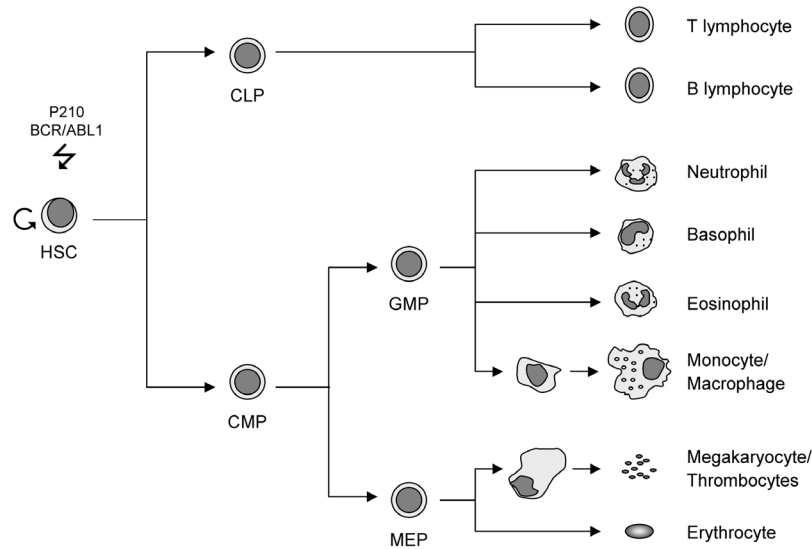 T lymphocyte
CLP
B lymphocyte
P210
BCR/ABL1
HSC
Neutrophil
Basophil
GMP
Eosinophil
Monocyte/
Macrophage
CMP
Megakaryocyte/
Thrombocytes
MEP
Erythrocyte